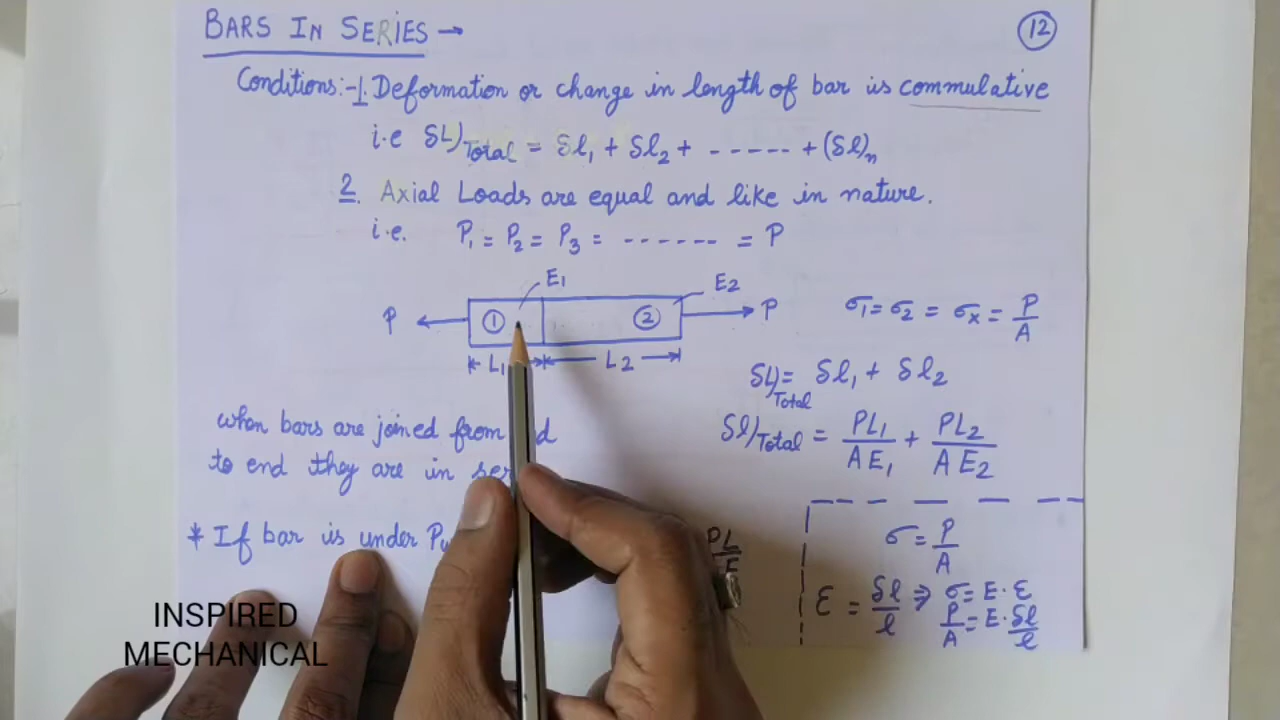 BARS IN SERIES →
12
Conditions:- 1. Deformation or change in length of bar is commulative
i.e δL)Total = δl₁ + δl₂ + ------ + (δl)n
2. Axial Loads are equal and like in nature.
i.e. P₁ = P₂ = P₃ = ------- = P
E₁
E₂
P
① ②
P
L₁
L₂
σ₁ = σ₂ = σx = P/A
δL)Total = δl₁ + δl₂
δl)Total = PL₁/AE₁ + PL₂/AE₂
when bars are joined from
to end they are in
* If bar is under
PL
σ = P/A
ε = δl/l ⇒ σ = E·ε
P/A = E·δl/l
INSPIRED
MECHANICAL